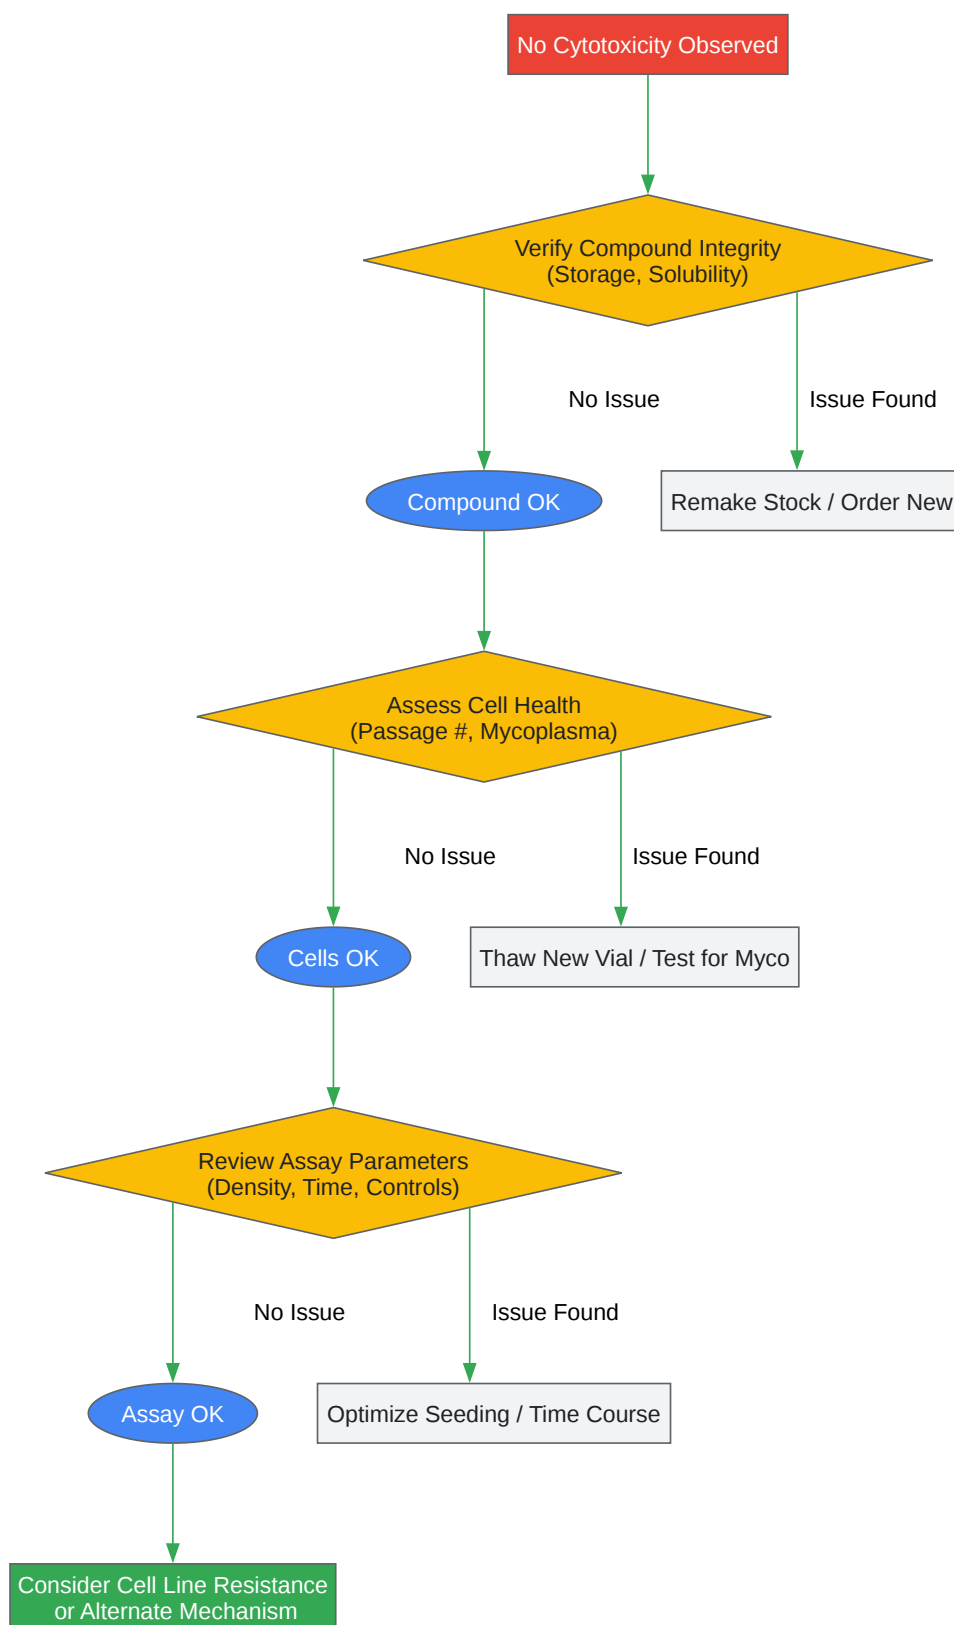 No Cytotoxicity Observed
Verify Compound Integrity
(Storage, Solubility)
No Issue
Issue Found
Compound OK
Remake Stock / Order New
Assess Cell Health
(Passage #, Mycoplasma)
No Issue
Issue Found
Cells OK
Thaw New Vial / Test for Myco
Review Assay Parameters
(Density, Time, Controls)
No Issue
Issue Found
Assay OK
Optimize Seeding / Time Course
Consider Cell Line Resistance
or Alternate Mechanism